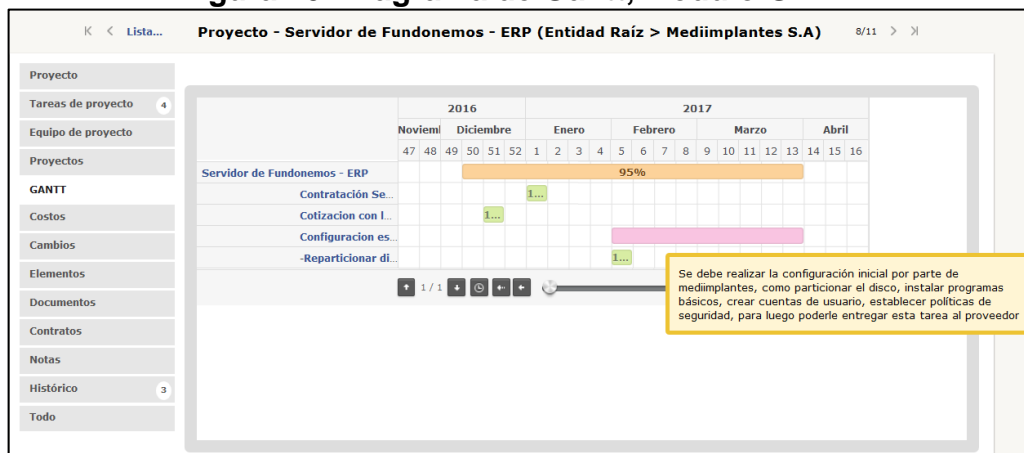 Lista...
Proyecto - Servidor de Fundonemos - ERP (Entidad Raíz > Mediimplantes S.A)
8/11
Proyecto
Tareas de proyecto 4
Equipo de proyecto
Proyectos
GANTT
Costos
Cambios
Elementos
Documentos
Contratos
Notas
Histórico 3
Todo
2016 2017
Noviem Diciembre Enero Febrero Marzo Abril
47 48 49 50 51 52 1 2 3 4 5 6 7 8 9 10 11 12 13 14 15 16
Servidor de Fundonemos - ERP 95%
Contratación Se... 1...
Cotizacion con l... 1...
Configuracion es...
-Reparticionar di... 1...
1 / 1
Se debe realizar la configuración inicial por parte de
mediimplantes, como particionar el disco, instalar programas
básicos, crear cuentas de usuario, establecer políticas de
seguridad, para luego poderle entregar esta tarea al proveedor